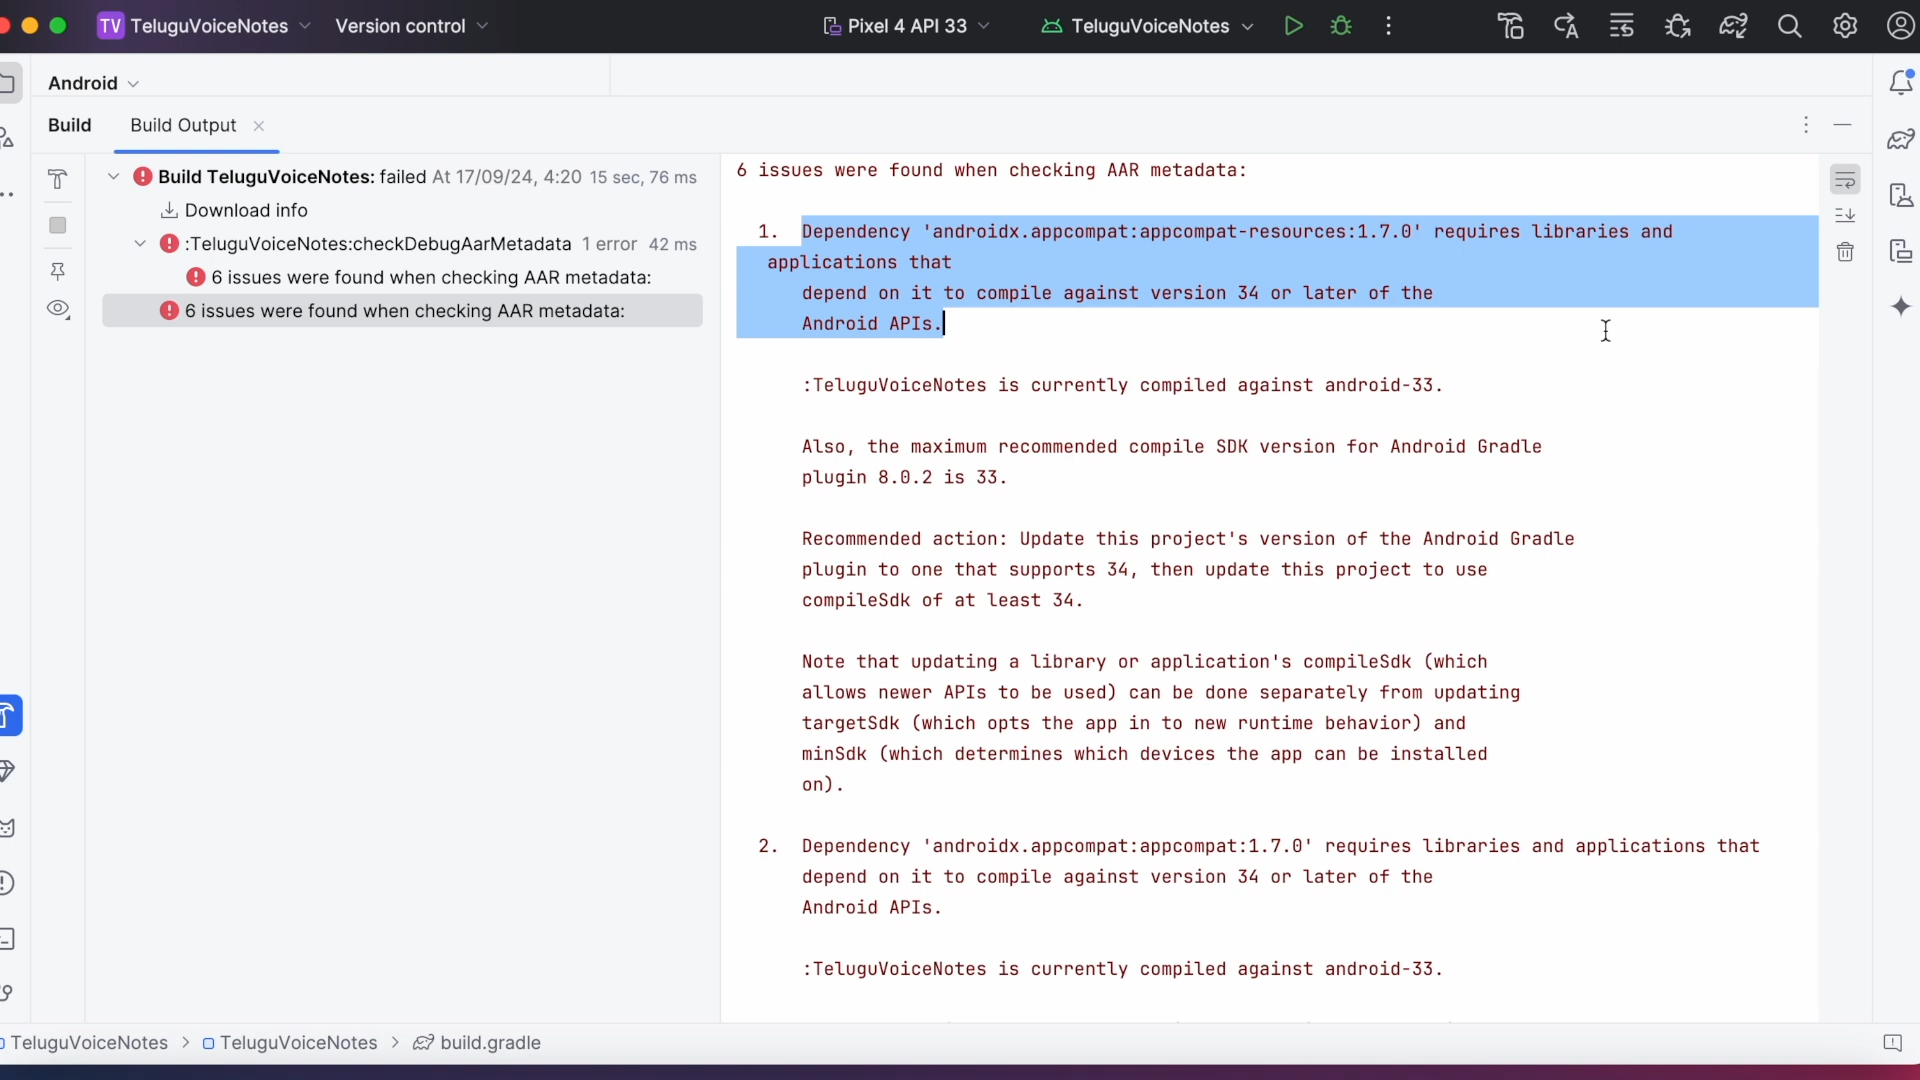 TV TeluguVoiceNotes Version control Pixel 4 API 33 TeluguVoiceNotes
Android
Build Build Output
Build TeluguVoiceNotes: failed At 17/09/24, 4:20 15 sec, 76 ms
Download info
:TeluguVoiceNotes:checkDebugAarMetadata 1 error 42 ms
6 issues were found when checking AAR metadata:
6 issues were found when checking AAR metadata:
6 issues were found when checking AAR metadata:
1. Dependency 'androidx.appcompat:appcompat-resources:1.7.0' requires libraries and
applications that
depend on it to compile against version 34 or later of the
Android APIs.
:TeluguVoiceNotes is currently compiled against android-33.
Also, the maximum recommended compile SDK version for Android Gradle
plugin 8.0.2 is 33.
Recommended action: Update this project's version of the Android Gradle
plugin to one that supports 34, then update this project to use
compileSdk of at least 34.
Note that updating a library or application's compileSdk (which
allows newer APIs to be used) can be done separately from updating
targetSdk (which opts the app in to new runtime behavior) and
minSdk (which determines which devices the app can be installed
on).
2. Dependency 'androidx.appcompat:appcompat:1.7.0' requires libraries and applications that
depend on it to compile against version 34 or later of the
Android APIs.
:TeluguVoiceNotes is currently compiled against android-33.
TeluguVoiceNotes > TeluguVoiceNotes > build.gradle